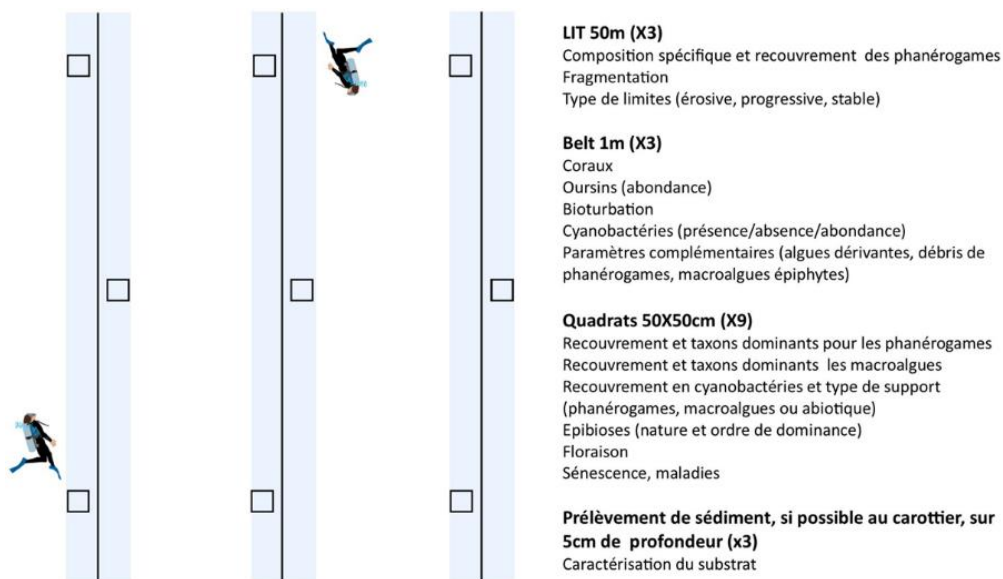 LIT 50m (X3)
Composition spécifique et recouvrement des phanérogames
Fragmentation
Type de limites (érosive, progressive, stable)
Belt 1m (X3)
Coraux
Oursins (abondance)
Bioturbation
Cyanobactéries (présence/absence/abondance)
Paramètres complémentaires (algues dérivantes, débris de
phanérogames, macroalgues épiphytes)
Quadrats 50X50cm (X9)
Recouvrement et taxons dominants pour les phanérogames
Recouvrement et taxons dominants les macroalgues
Recouvrement en cyanobactéries et type de support
(phanérogames, macroalgues ou abiotique)
Epibioses (nature et ordre de dominance)
Floraison
Sénescence, maladies
Prélèvement de sédiment, si possible au carottier, sur
5cm de profondeur (x3)
Caractérisation du substrat